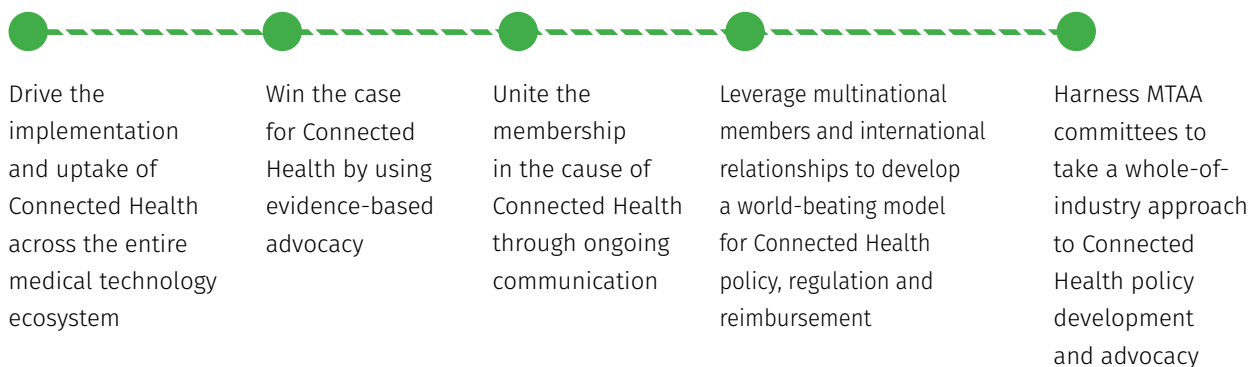 Drive the
implementation
and uptake of
Connected Health
across the entire
medical technology
ecosystem
Win the case
for Connected
Health by using
evidence-based
advocacy
Unite the
membership
in the cause of
Connected Health
through ongoing
communication
Leverage multinational
members and international
relationships to develop
a world-beating model
for Connected Health
policy, regulation and
reimbursement
Harness MTAA
committees to
take a whole-of-
industry approach
to Connected
Health policy
development
and advocacy